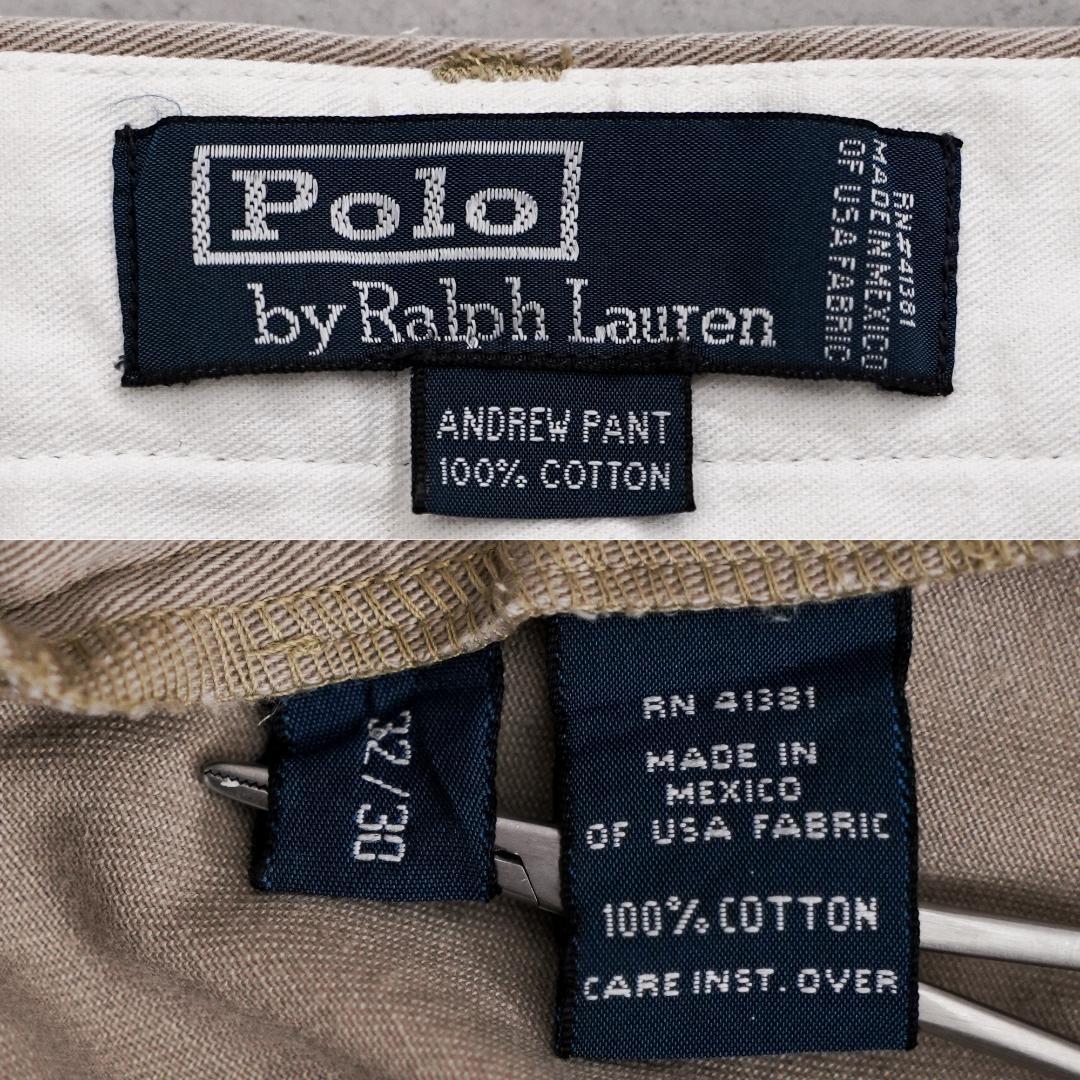 Polo
by Ralph Lauren
RN#41381
MADE IN MEXICO
OF USA FABRIC
ANDREW PANT
100% COTTON
32/30
RN 41381
MADE IN
MEXICO
OF USA FABRIC
100% COTTON
CARE INST. OVER